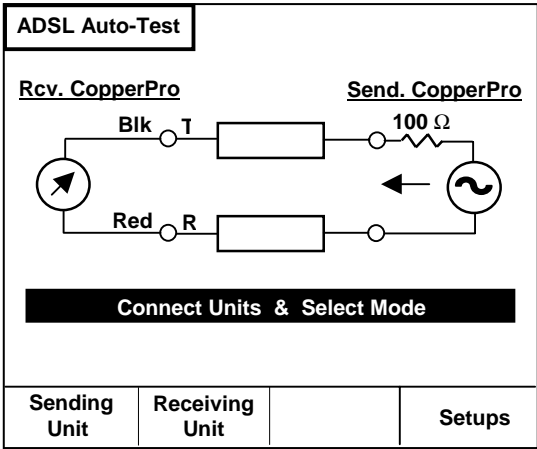 ADSL Auto-Test
Rcv. CopperPro
Send. CopperPro
Blk T
100 Ω
Red R
Connect Units & Select Mode
Sending Unit
Receiving Unit
Setups